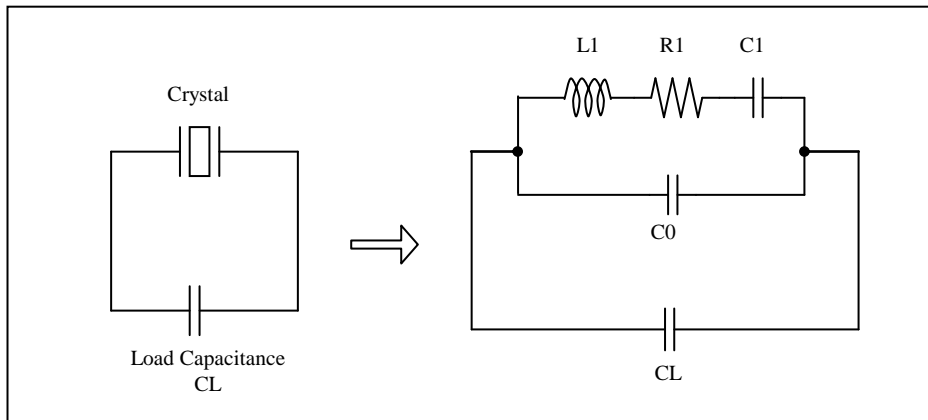 L1 R1 C1
Crystal
C0
Load Capacitance
CL
CL